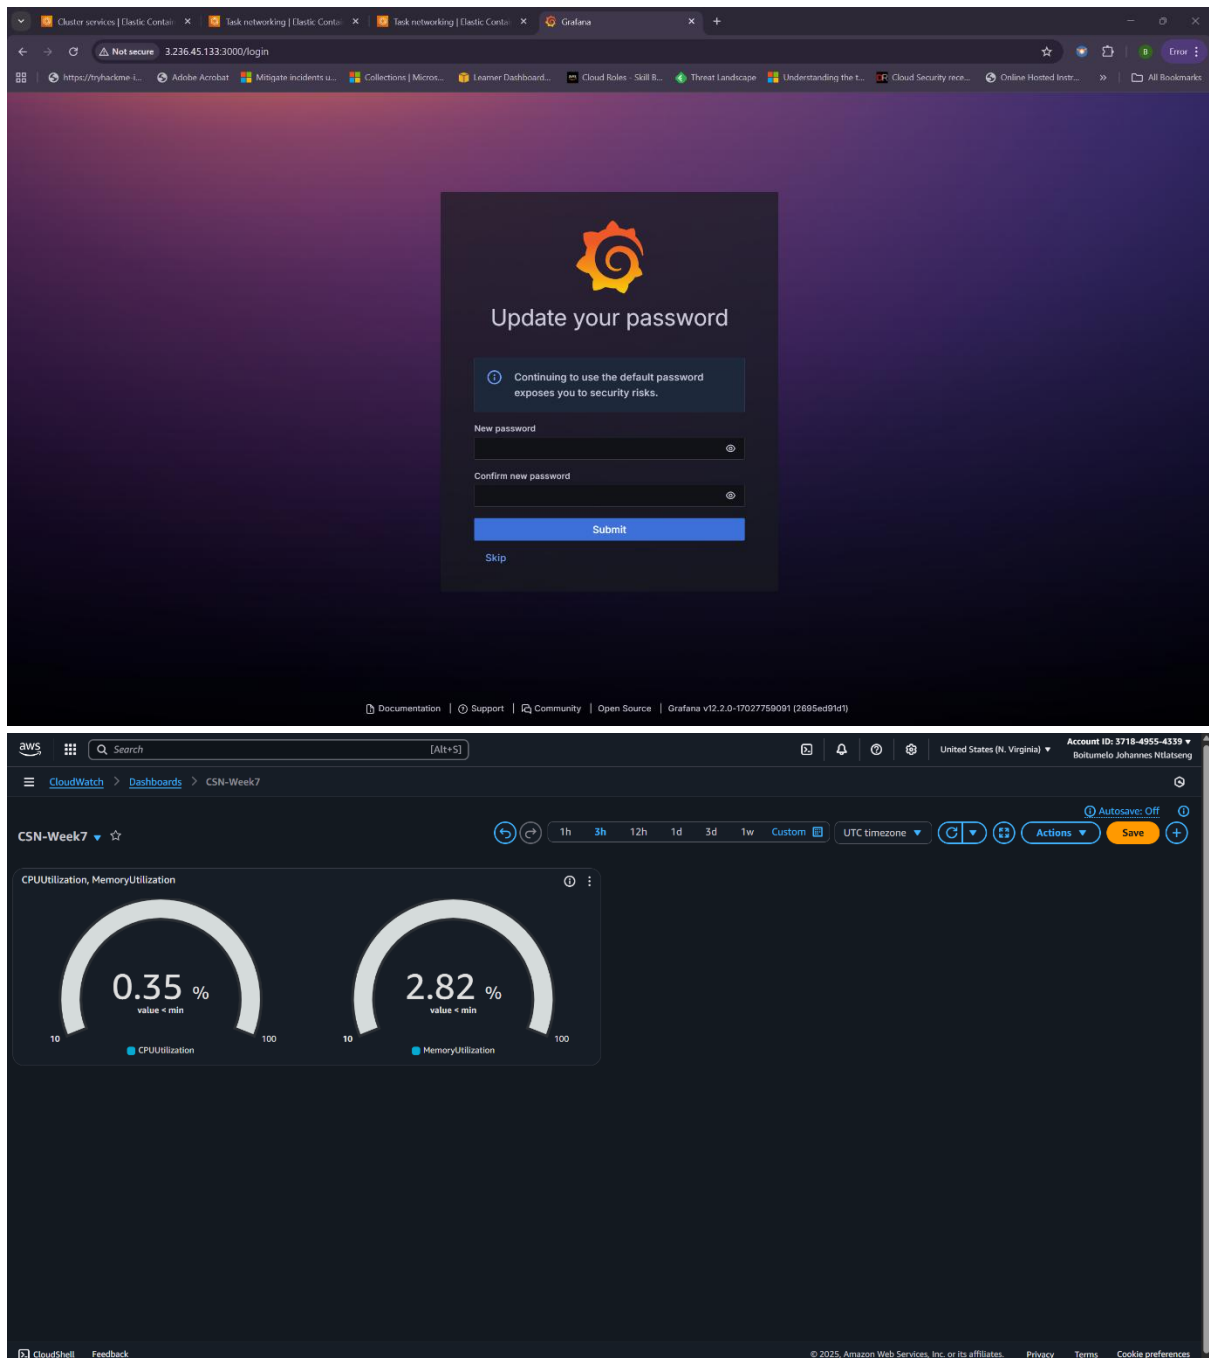 Cluster services | Elastic Contain
Task networking | Elastic Contai
Task networking | Elastic Contai
Grafana
Not secure 3.236.45.133:3000/login
B Error
https://tryhackme-i... Adobe Acrobat Mitigate incidents u... Collections | Micros... Learner Dashboard... Cloud Roles - Skill B... Threat Landscape Understanding the t... Cloud Security rece... Online Hosted Instr... » All Bookmarks
Update your password
Continuing to use the default password
exposes you to security risks.
New password
Confirm new password
Submit
Skip
Documentation | Support | Community | Open Source | Grafana v12.2.0-17027759091 (2695ed91d1)
aws Search [Alt+S] United States (N. Virginia) Account ID: 3718-4955-4339
Boitumelo Johannes Ntlatseng
CloudWatch > Dashboards > CSN-Week7
Autosave: Off
CSN-Week7 1h 3h 12h 1d 3d 1w Custom UTC timezone Actions Save
CPUUtilization, MemoryUtilization
0.35 %
value < min
10 100
CPUUtilization
2.82 %
value < min
10 100
MemoryUtilization
CloudShell Feedback © 2025, Amazon Web Services, Inc. or its affiliates. Privacy Terms Cookie preferences